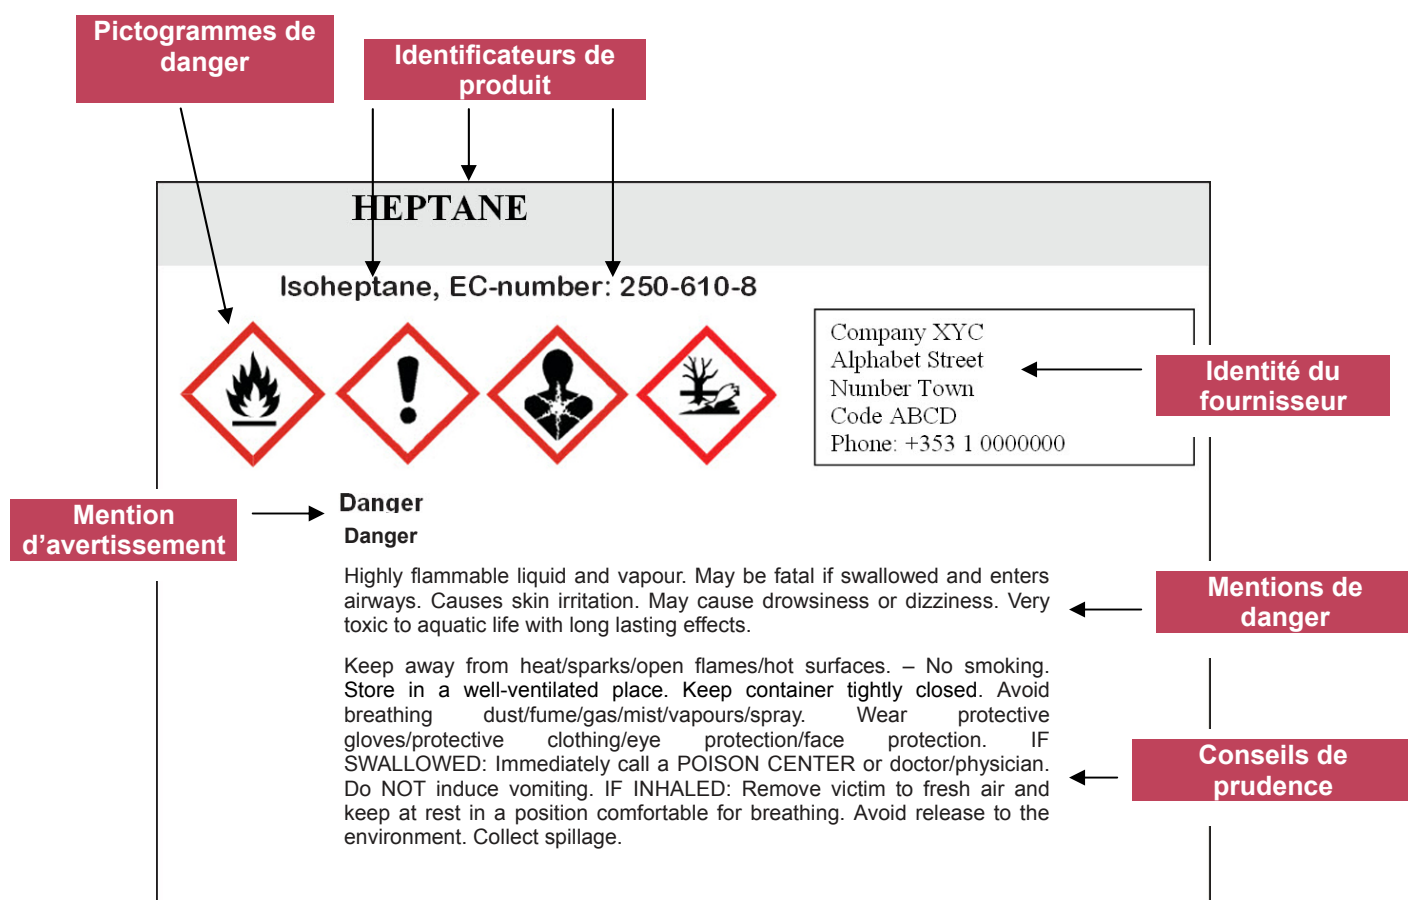 Pictogrammes de
danger
Identificateurs de
produit
HEPTANE
Isoheptane, EC-number: 250-610-8
Company XYC
Alphabet Street
Number Town
Code ABCD
Phone: +353 1 0000000
Identité du
fournisseur
Mention
d’avertissement
Danger
Danger
Highly flammable liquid and vapour. May be fatal if swallowed and enters
airways. Causes skin irritation. May cause drowsiness or dizziness. Very
toxic to aquatic life with long lasting effects.
Mentions de
danger
Keep away from heat/sparks/open flames/hot surfaces. – No smoking.
Store in a well-ventilated place. Keep container tightly closed. Avoid
breathing dust/fume/gas/mist/vapours/spray. Wear protective
gloves/protective clothing/eye protection/face protection. IF
SWALLOWED: Immediately call a POISON CENTER or doctor/physician.
Do NOT induce vomiting. IF INHALED: Remove victim to fresh air and
keep at rest in a position comfortable for breathing. Avoid release to the
environment. Collect spillage.
Conseils de
prudence